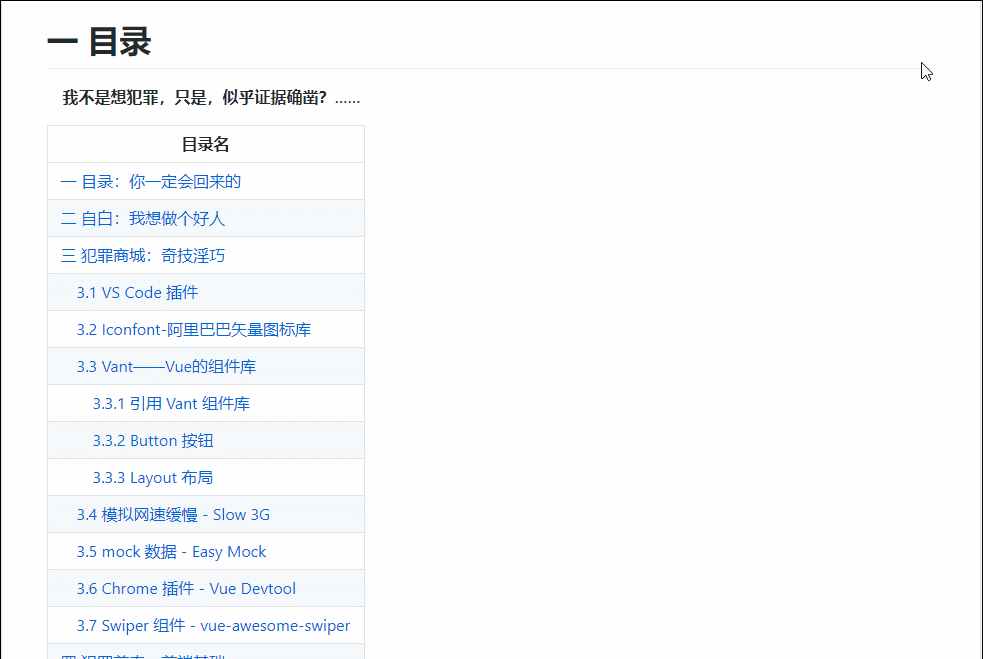 一 目录
我不是想犯罪，只是，似乎证据确凿？……
目录名
一 目录：你一定会回来的
二 自白：我想做个好人
三 犯罪商城：奇技淫巧
3.1 VS Code 插件
3.2 Iconfont-阿里巴巴矢量图标库
3.3 Vant——Vue的组件库
3.3.1 引用 Vant 组件库
3.3.2 Button 按钮
3.3.3 Layout 布局
3.4 模拟网速缓慢 - Slow 3G
3.5 mock 数据 - Easy Mock
3.6 Chrome 插件 - Vue Devtool
3.7 Swiper 组件 - vue-awesome-swiper